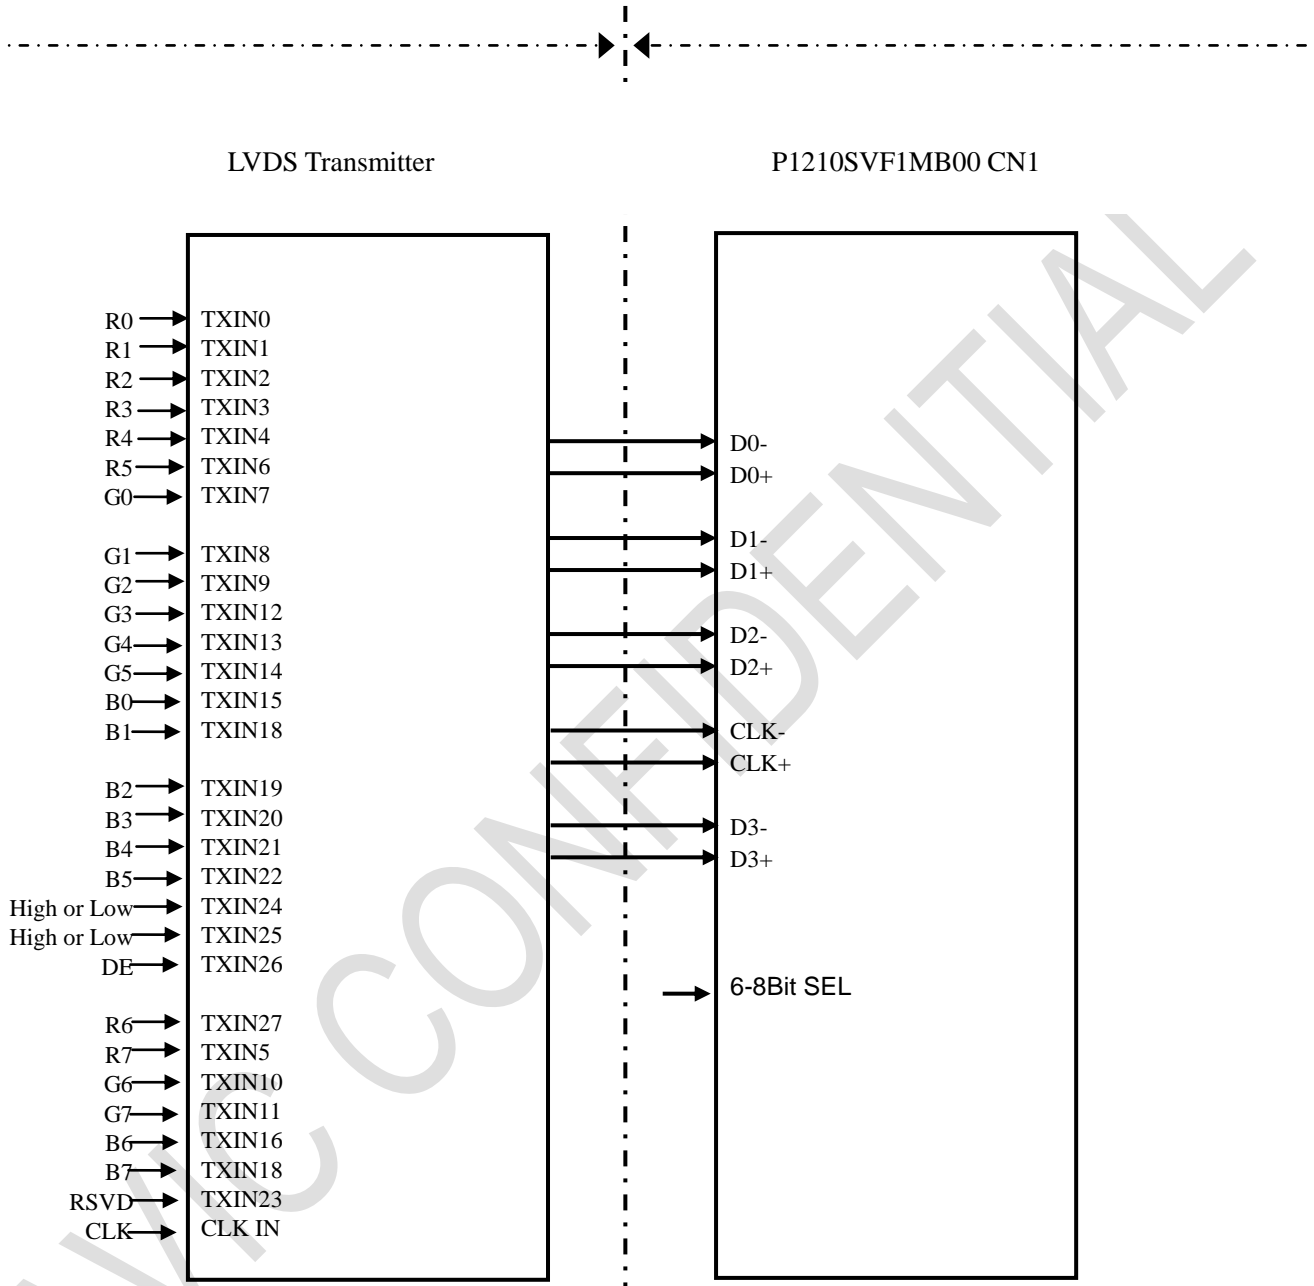 LVDS Transmitter P1210SVF1MB00 CN1
R0 TXIN0
R1 TXIN1
R2 TXIN2
R3 TXIN3
R4 TXIN4
R5 TXIN6
G0 TXIN7
G1 TXIN8
G2 TXIN9
G3 TXIN12
G4 TXIN13
G5 TXIN14
B0 TXIN15
B1 TXIN18
B2 TXIN19
B3 TXIN20
B4 TXIN21
B5 TXIN22
High or Low TXIN24
High or Low TXIN25
DE TXIN26
R6 TXIN27
R7 TXIN5
G6 TXIN10
G7 TXIN11
B6 TXIN16
B7 TXIN18
RSVD TXIN23
CLK CLK IN
D0-
D0+
D1-
D1+
D2-
D2+
CLK-
CLK+
D3-
D3+
6-8Bit SEL
VIC CONFIDENTIAL